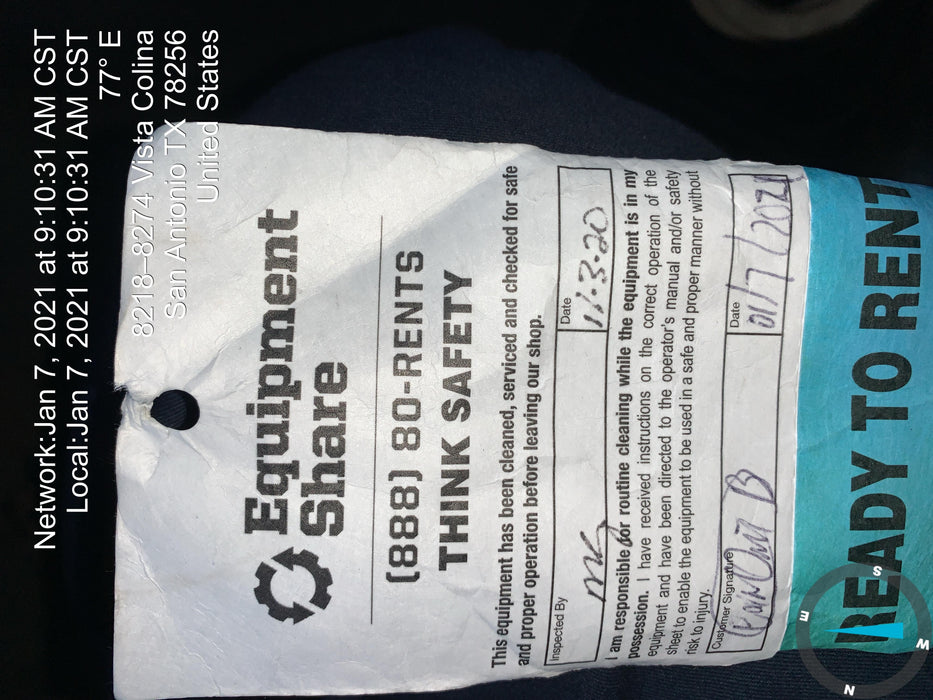 Network:Jan 7, 2021 at 9:10:31 AM CST
Local:Jan 7, 2021 at 9:10:31 AM CST
77° E
8218–8274 Vista Colina
San Antonio TX 78256
United States
Equipment
Share
(888) 80-RENTS
THINK SAFETY
This equipment has been cleaned, serviced and checked for safe
and proper operation before leaving our shop.
Inspected By
MK
Date
11-3-20
I am responsible for routine cleaning while the equipment is in my
possession. I have received instructions on the correct operation of the
equipment and have been directed to the operator's manual and/or safety
sheet to enable the equipment to be used in a safe and proper manner without
risk to injury.
Customer Signature
B
Date
01/7/2021
READY TO RENT
N
E
S
W